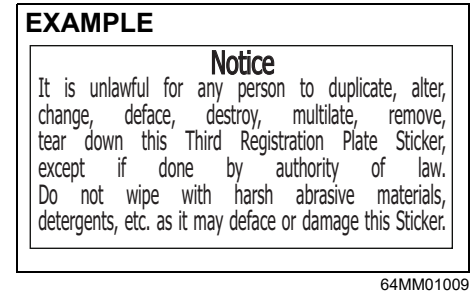 EXAMPLE
Notice
It is unlawful for any person to duplicate, alter,
change, deface, destroy, multilate, remove,
tear down this Third Registration Plate Sticker,
except if done by authority of law.
Do not wipe with harsh abrasive materials,
detergents, etc. as it may deface or damage this Sticker.
64MM01009